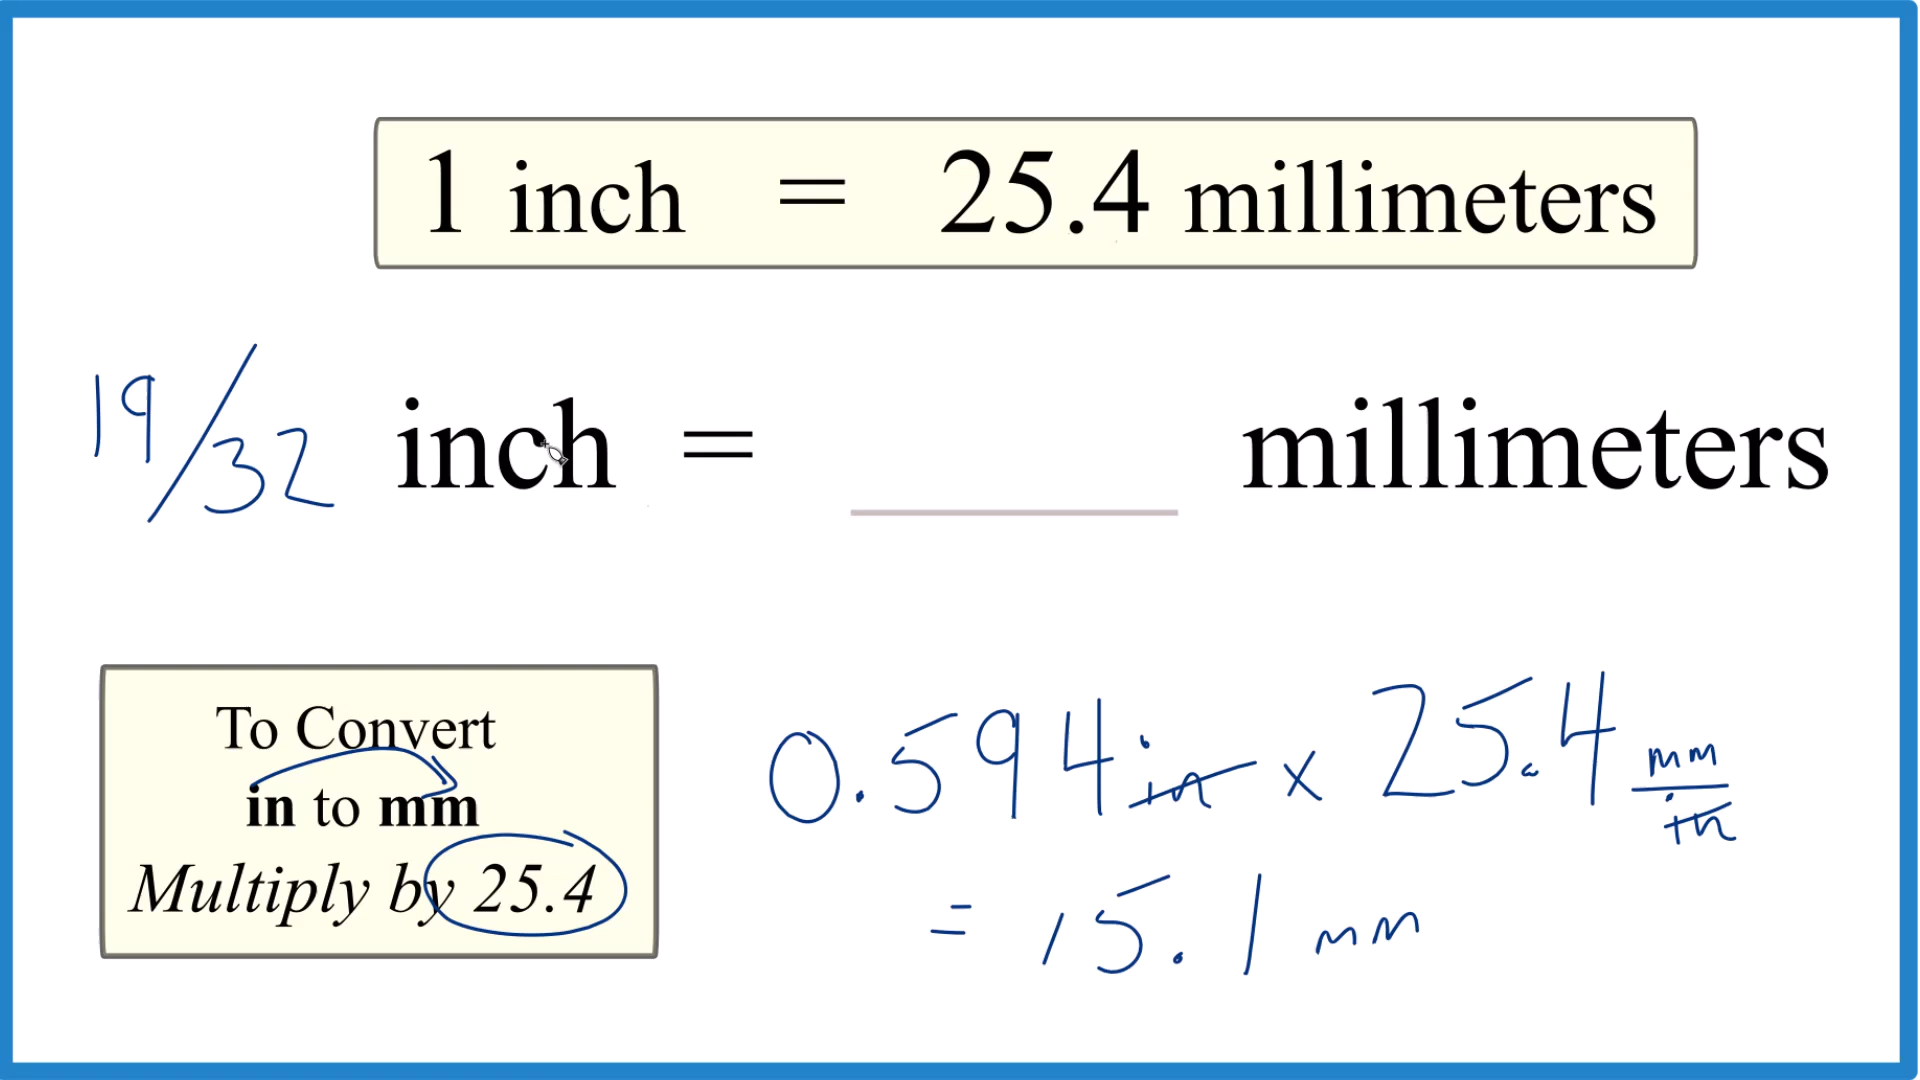 1 inch = 25.4 millimeters
19/32 inch = ____ millimeters
To Convert
in to mm
Multiply by 25.4
0.594 in x 25.4 mm/in
= 15.1 mm